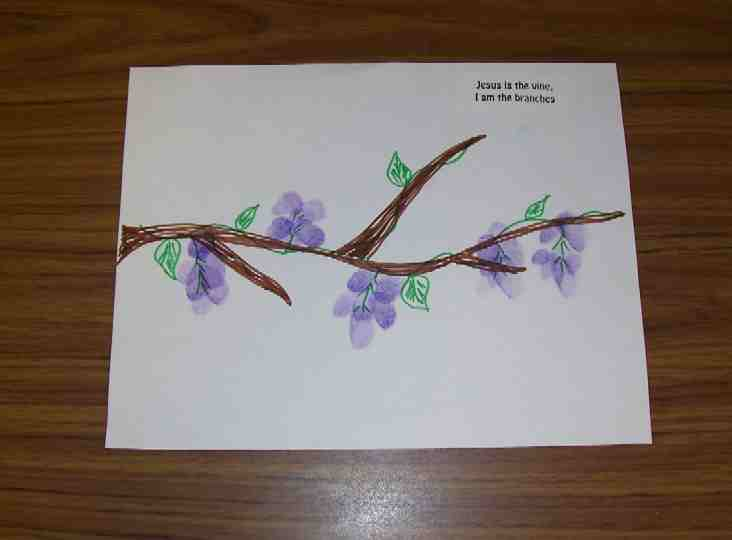 Jesus is the vine,
I am the branches